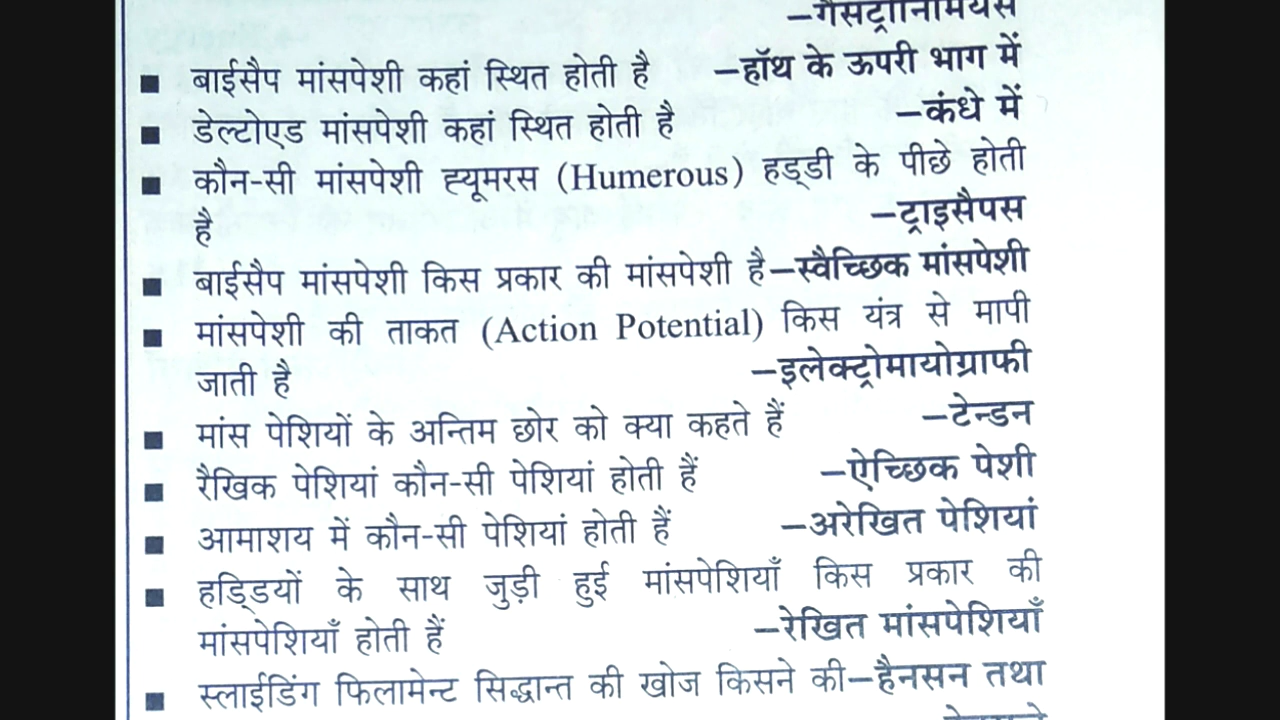 –गैसट्रोनिमियस
■ बाईसैप मांसपेशी कहां स्थित होती है –हॉथ के ऊपरी भाग में
■ डेल्टोएड मांसपेशी कहां स्थित होती है –कंधे में
■ कौन-सी मांसपेशी ह्यूमरस (Humerous) हड्डी के पीछे होती
है –ट्राइसैपस
■ बाईसैप मांसपेशी किस प्रकार की मांसपेशी है–स्वैच्छिक मांसपेशी
■ मांसपेशी की ताकत (Action Potential) किस यंत्र से मापी
जाती है –इलेक्ट्रोमायोग्राफी
■ मांस पेशियों के अन्तिम छोर को क्या कहते हैं –टेन्डन
■ रैखिक पेशियां कौन-सी पेशियां होती हैं –ऐच्छिक पेशी
■ आमाशय में कौन-सी पेशियां होती हैं –अरेखित पेशियां
■ हड्डियों के साथ जुड़ी हुई मांसपेशियाँ किस प्रकार की
मांसपेशियाँ होती हैं –रेखित मांसपेशियाँ
■ स्लाईडिंग फिलामेन्ट सिद्धान्त की खोज किसने की–हैनसन तथा